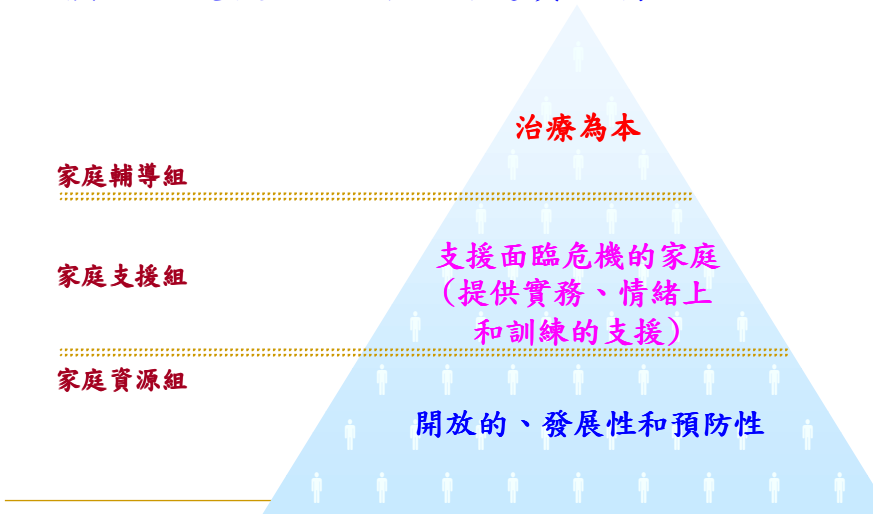 治療為本
家庭輔導組
家庭支援組
支援面臨危機的家庭
(提供實務、情緒上
和訓練的支援)
家庭資源組
開放的、發展性和預防性